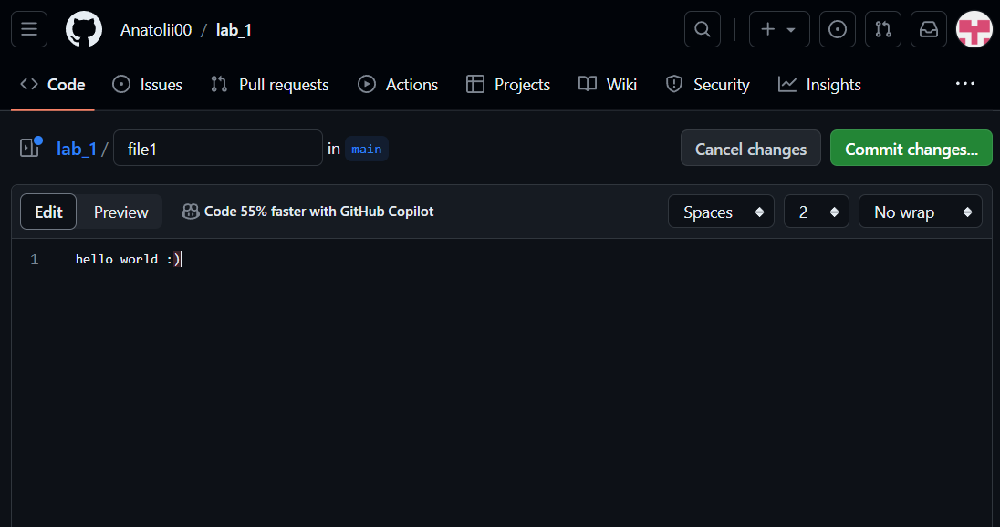 Anatolii00 / lab_1
Code Issues Pull requests Actions Projects Wiki Security Insights ...
lab_1 / file1 in main Cancel changes Commit changes...
Edit Preview Code 55% faster with GitHub Copilot Spaces 2 No wrap
1 hello world :)